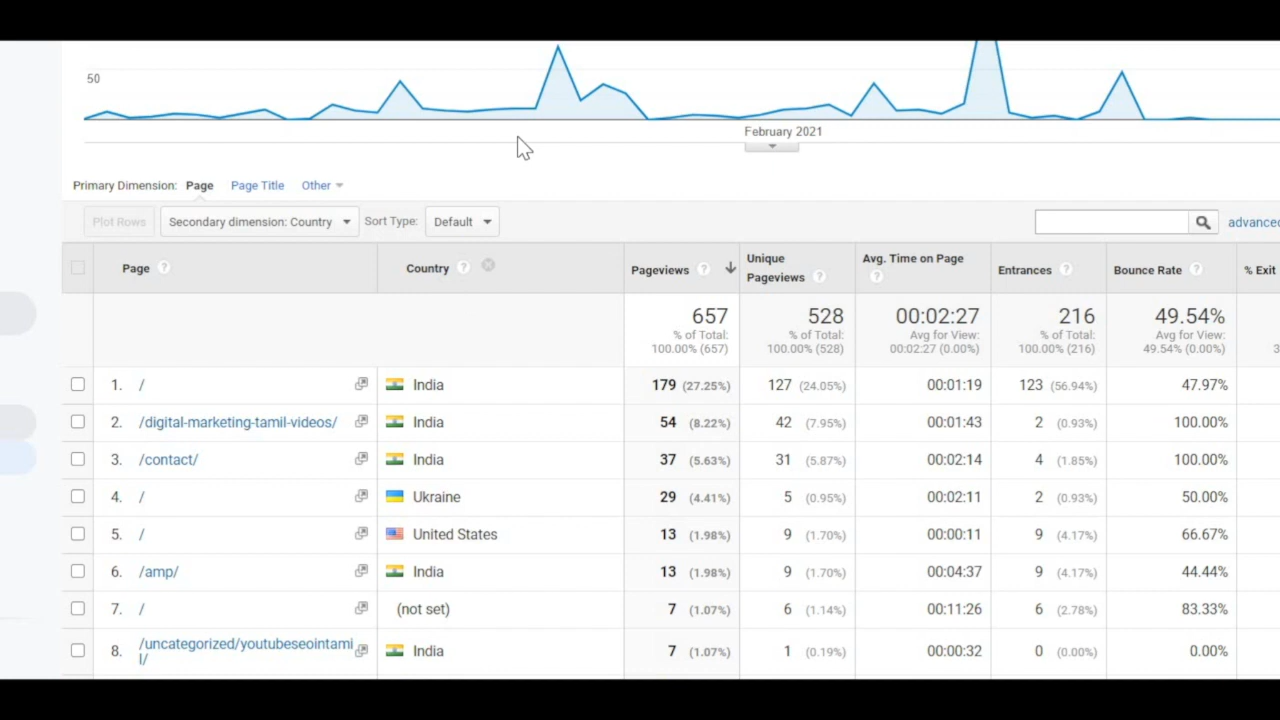 50
February 2021
Primary Dimension: Page Page Title Other
Plot Rows Secondary dimension: Country Sort Type: Default advanced
Page ? Country ? Pageviews ? Unique Pageviews ? Avg. Time on Page ? Entrances ? Bounce Rate ? % Exit
657 528 00:02:27 216 49.54%
% of Total: % of Total: Avg for View: % of Total: Avg for View:
100.00% (657) 100.00% (528) 00:02:27 (0.00%) 100.00% (216) 49.54% (0.00%) 3
1. / India 179 (27.25%) 127 (24.05%) 00:01:19 123 (56.94%) 47.97%
2. /digital-marketing-tamil-videos/ India 54 (8.22%) 42 (7.95%) 00:01:43 2 (0.93%) 100.00%
3. /contact/ India 37 (5.63%) 31 (5.87%) 00:02:14 4 (1.85%) 100.00%
4. / Ukraine 29 (4.41%) 5 (0.95%) 00:02:11 2 (0.93%) 50.00%
5. / United States 13 (1.98%) 9 (1.70%) 00:00:11 9 (4.17%) 66.67%
6. /amp/ India 13 (1.98%) 9 (1.70%) 00:04:37 9 (4.17%) 44.44%
7. / (not set) 7 (1.07%) 6 (1.14%) 00:11:26 6 (2.78%) 83.33%
8. /uncategorized/youtubeseointami
l/ India 7 (1.07%) 1 (0.19%) 00:00:32 0 (0.00%) 0.00%